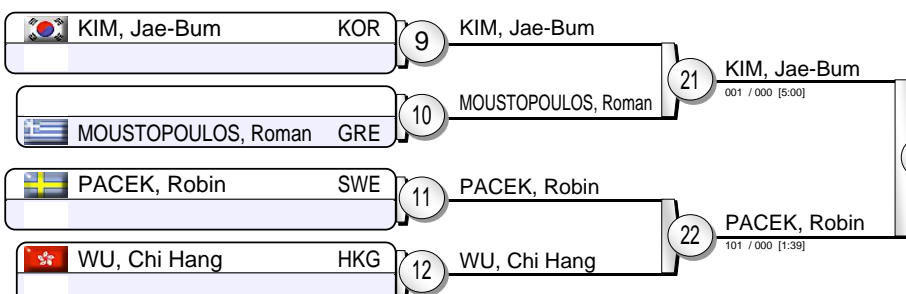 KIM, Jae-Bum KOR
9
KIM, Jae-Bum
21
KIM, Jae-Bum
001 / 000 [5:00]
MOUSTOPOULOS, Roman GRE
10
MOUSTOPOULOS, Roman
PACEK, Robin SWE
11
PACEK, Robin
22
PACEK, Robin
101 / 000 [1:39]
WU, Chi Hang HKG
12
WU, Chi Hang